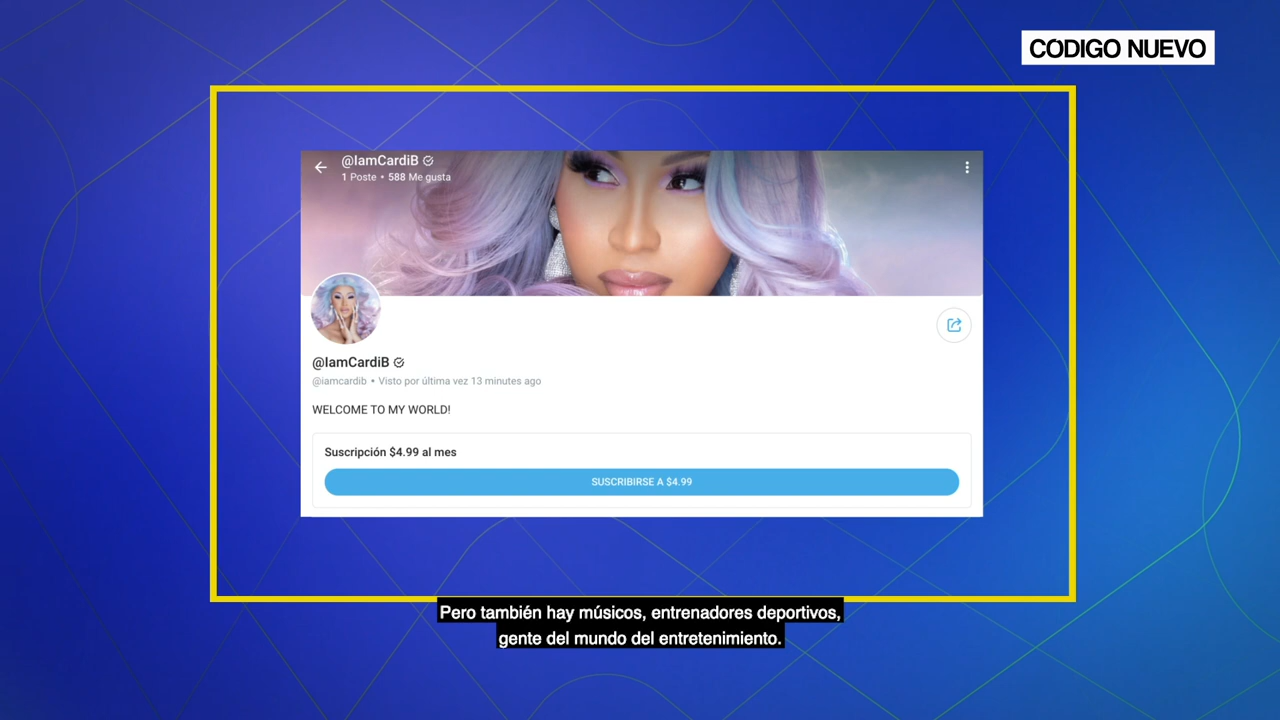 CODIGO NUEVO
@IamCardiB
1 Poste • 588 Me gusta
@IamCardiB
@iamcardib • Visto por última vez 13 minutes ago
WELCOME TO MY WORLD!
Suscripción $4.99 al mes
SUSCRIBIRSE A $4.99
Pero también hay músicos, entrenadores deportivos,
gente del mundo del entretenimiento.